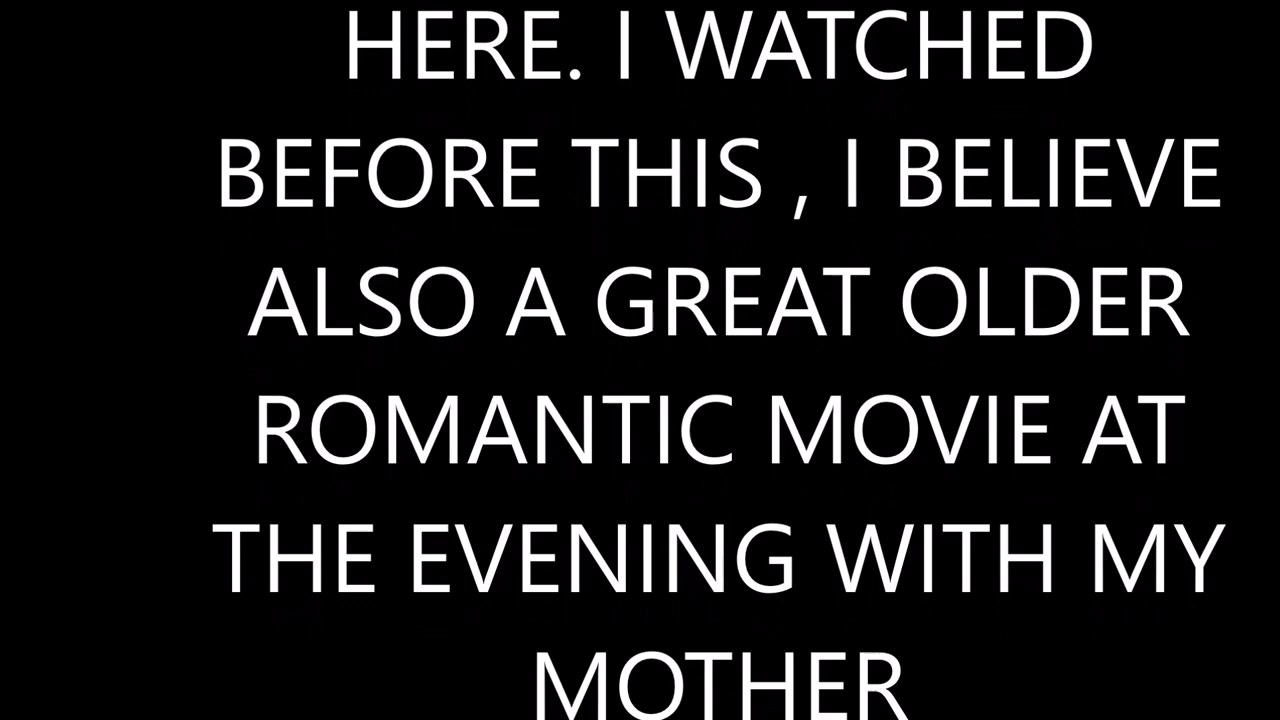 HERE. I WATCHED
BEFORE THIS , I BELIEVE
ALSO A GREAT OLDER
ROMANTIC MOVIE AT
THE EVENING WITH MY
MOTHER